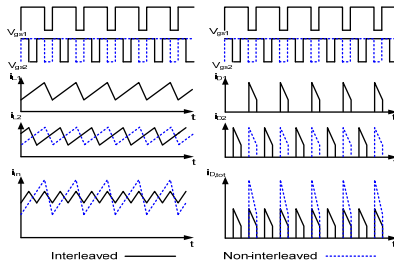 Vgs1
Vgs2
iL1
t
iL2
t
iin
t
Vgs1
Vgs2
iD1
t
iD2
t
iD,tot
t
Interleaved
Non-interleaved